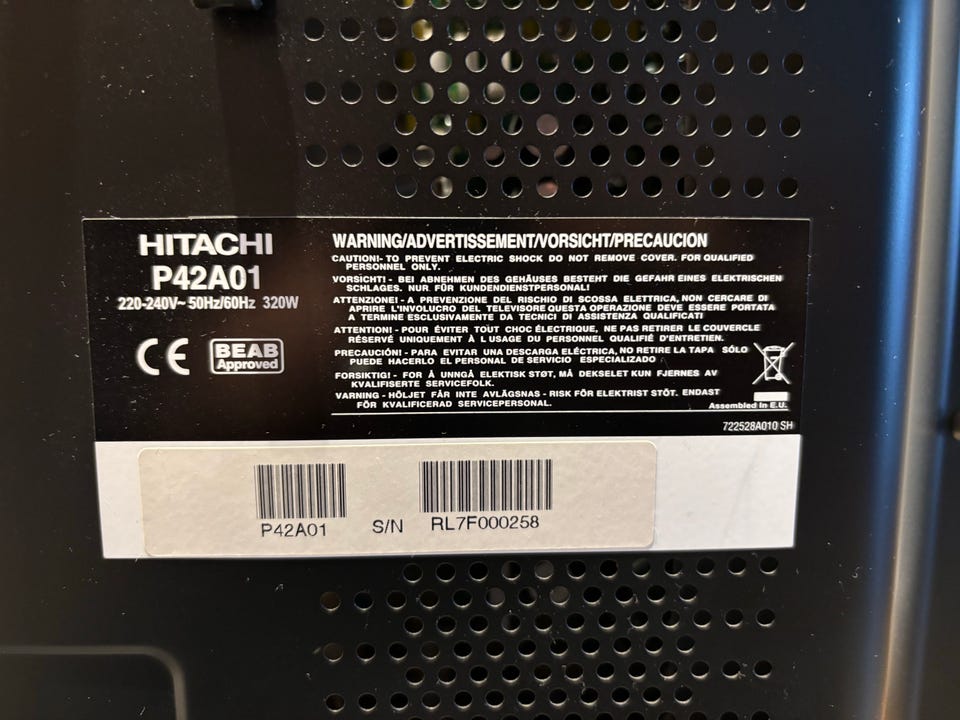 HITACHI
P42A01
220-240V~ 50Hz/60Hz 320W
CE
BEAB
Approved
WARNING/ADVERTISSEMENT/VORSICHT/PRECAUCION
CAUTION!- TO PREVENT ELECTRIC SHOCK DO NOT REMOVE COVER. FOR QUALIFIED
PERSONNEL ONLY.
VORSICHT! - BEI ABNEHMEN DES GEHÄUSES BESTEHT DIE GEFAHR EINES ELEKTRISCHEN
SCHLAGES. NUR FÜR KUNDENDIENSTPERSONAL!
ATTENZIONE! - A PREVENZIONE DEL RISCHIO DI SCOSSA ELETTRICA, NON CERCARE DI
APRIRE L'INVOLUCRO DEL TELEVISORE QUESTA OPERAZIONE DEVE ESSERE PORTATA
A TERMINE ESCLUSIVAMENTE DA TECNICI DI ASSISTENZA QUALIFICATI
ATTENTION! - POUR ÉVITER TOUT CHOC ÉLECTRIQUE, NE PAS RETIRER LE COUVERCLE
RÉSERVÉ UNIQUEMENT À L USAGE DU PERSONNEL QUALIFIÉ D'ENTRETIEN.
PRECAUCIÓN! - PARA EVITAR UNA DESCARGA ELÉCTRICA, NO RETIRE LA TAPA SÓLO
PUEDE HACERLO EL PERSONAL DE SERVICIO ESPECIALIZADO
FORSIKTIG! - FOR Å UNNGÅ ELEKTISK STØT, MÅ DEKSELET KUN FJERNES AV
KVALIFISERTE SERVICEFOLK.
VARNING - HÖLJET FÅR INTE AVLÄGSNAS - RISK FÖR ELEKTRIST STÖT. ENDAST
FÖR KVALIFICERAD SERVICEPERSONAL.
Assembled in E.U.
722528A010 SH
P42A01 S/N RL7F000258